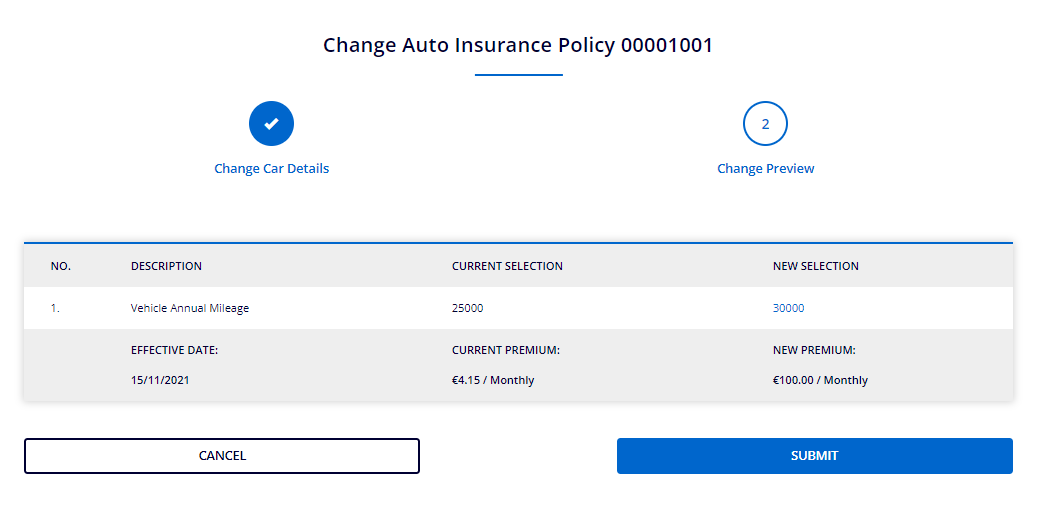 Change Auto Insurance Policy 00001001
2
Change Car Details Change Preview
NO. DESCRIPTION CURRENT SELECTION NEW SELECTION
1. Vehicle Annual Mileage 25000 30000
EFFECTIVE DATE: CURRENT PREMIUM: NEW PREMIUM:
15/11/2021 €4.15 / Monthly €100.00 / Monthly
CANCEL SUBMIT